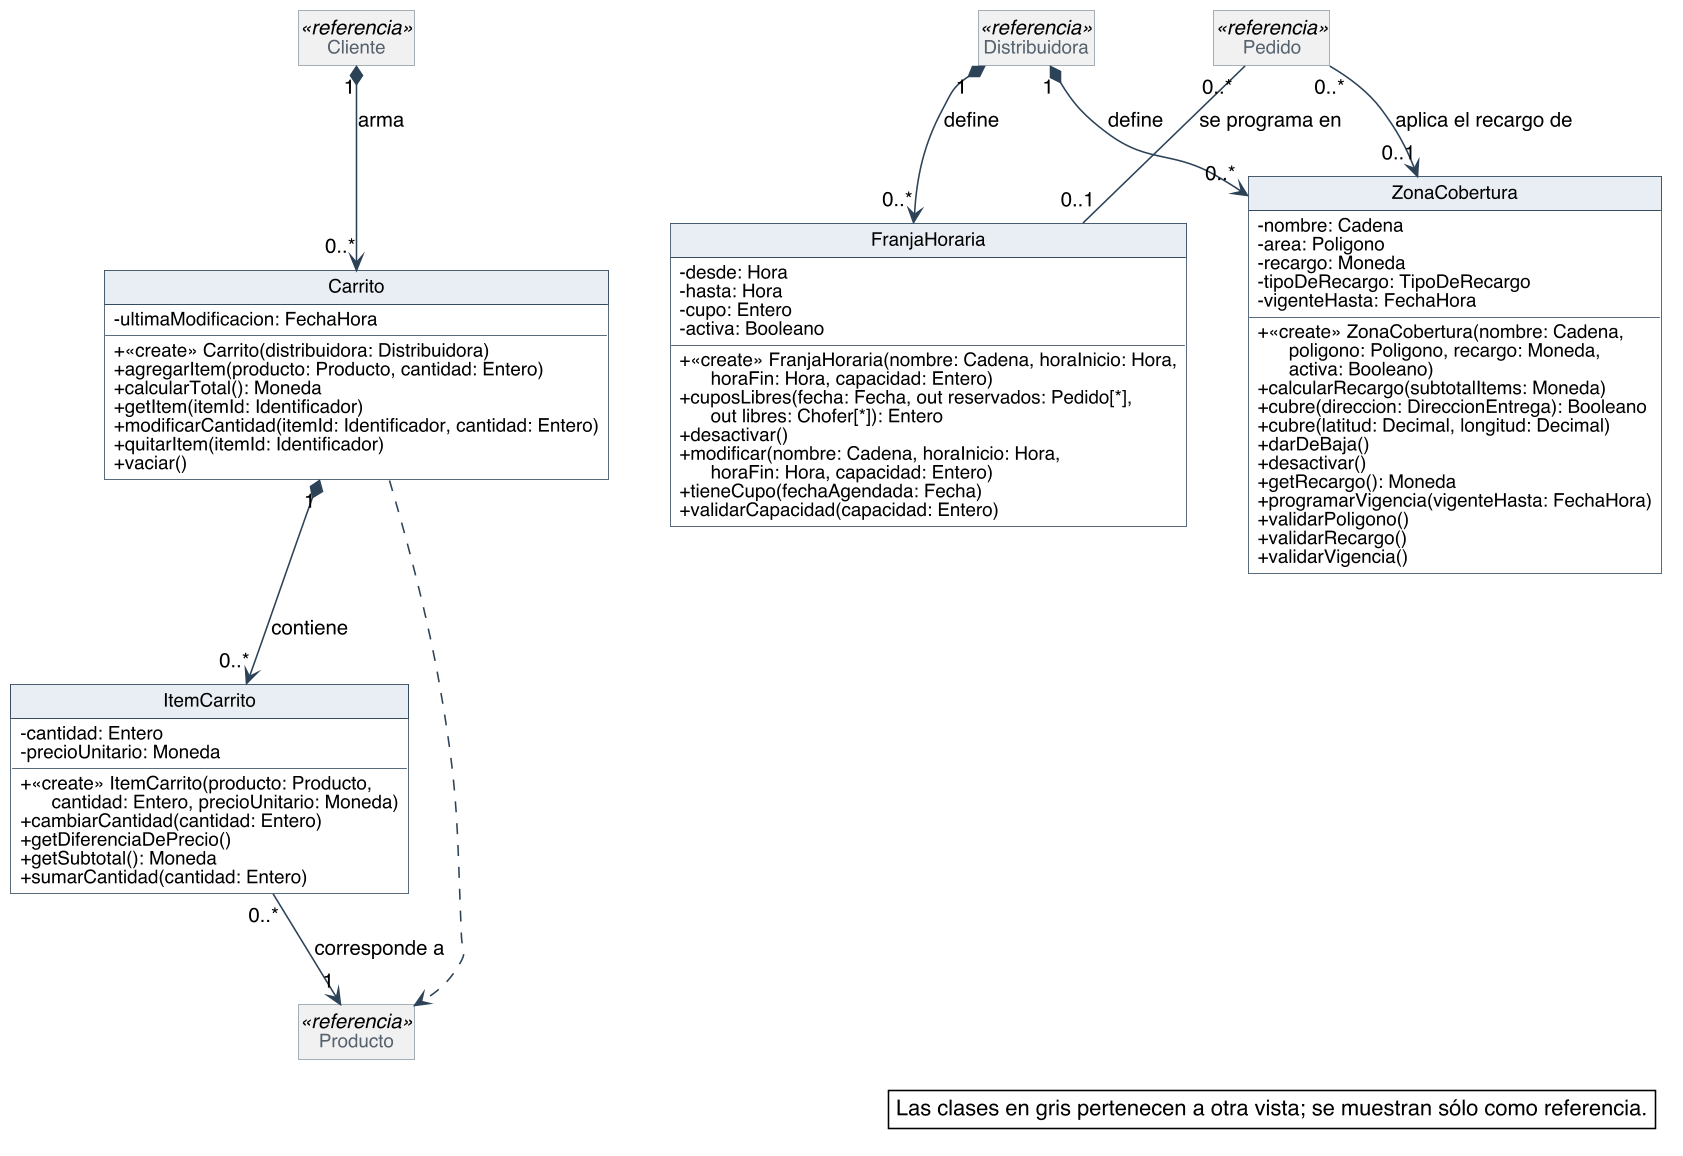 «referencia»
Cliente
1
arma
0..*
Carrito
-ultimaModificacion: FechaHora
+«create» Carrito(distribuidora: Distribuidora)
+agregarItem(producto: Producto, cantidad: Entero)
+calcularTotal(): Moneda
+getItem(itemId: Identificador)
+modificarCantidad(itemId: Identificador, cantidad: Entero)
+quitarItem(itemId: Identificador)
+vaciar()
1
contiene
0..*
ItemCarrito
-cantidad: Entero
-precioUnitario: Moneda
+«create» ItemCarrito(producto: Producto,
cantidad: Entero, precioUnitario: Moneda)
+cambiarCantidad(cantidad: Entero)
+getDiferenciaDePrecio()
+getSubtotal(): Moneda
+sumarCantidad(cantidad: Entero)
0..*
corresponde a
1
«referencia»
Producto
«referencia»
Distribuidora
1
define
0..*
1
define
0..*
«referencia»
Pedido
0..*
se programa en
0..1
0..*
aplica el recargo de
0..1
FranjaHoraria
-desde: Hora
-hasta: Hora
-cupo: Entero
-activa: Booleano
+«create» FranjaHoraria(nombre: Cadena, horaInicio: Hora,
horaFin: Hora, capacidad: Entero)
+cuposLibres(fecha: Fecha, out reservados: Pedido[*],
out libres: Chofer[*]): Entero
+desactivar()
+modificar(nombre: Cadena, horaInicio: Hora,
horaFin: Hora, capacidad: Entero)
+tieneCupo(fechaAgendada: Fecha)
+validarCapacidad(capacidad: Entero)
ZonaCobertura
-nombre: Cadena
-area: Poligono
-recargo: Moneda
-tipoDeRecargo: TipoDeRecargo
-vigenteHasta: FechaHora
+«create» ZonaCobertura(nombre: Cadena,
poligono: Poligono, recargo: Moneda,
activa: Booleano)
+calcularRecargo(subtotalItems: Moneda)
+cubre(direccion: DireccionEntrega): Booleano
+cubre(latitud: Decimal, longitud: Decimal)
+darDeBaja()
+desactivar()
+getRecargo(): Moneda
+programarVigencia(vigenteHasta: FechaHora)
+validarPoligono()
+validarRecargo()
+validarVigencia()
Las clases en gris pertenecen a otra vista; se muestran sólo como referencia.